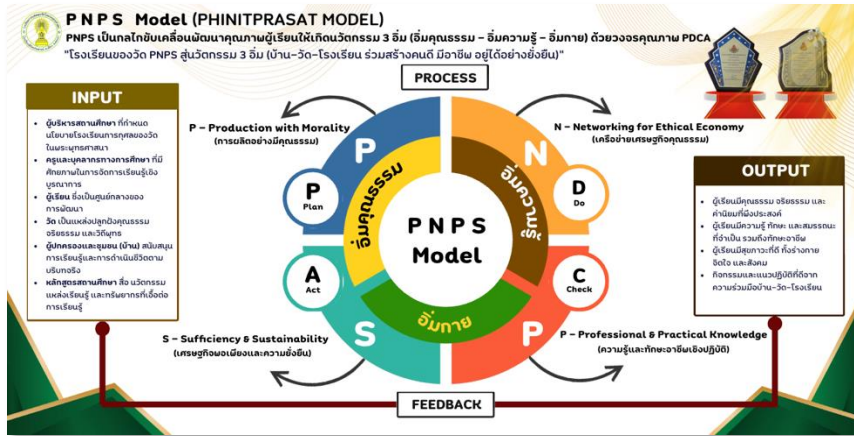 PNPS Model (PHINITPRASAT MODEL)
PNPS เป็นกลไกขับเคลื่อนพัฒนาคุณภาพผู้เรียนให้เกิดนวัตกรรม 3 อิ่ม (อิ่มคุณธรรม – อิ่มความรู้ – อิ่มกาย) ด้วยวงจรคุณภาพ PDCA
"โรงเรียนของวัด PNPS สู่นวัตกรรม 3 อิ่ม (บ้าน-วัด-โรงเรียน ร่วมสร้างคนดี มีอาชีพ อยู่ได้อย่างยั่งยืน)"
PROCESS
INPUT
• ผู้บริหารสถานศึกษา ที่กำหนด
นโยบายโรงเรียนการกุศลของวัด
ในพระพุทธศาสนา
• ครูและบุคลากรทางการศึกษา ที่มี
ศักยภาพในการจัดการเรียนรู้เชิง
บูรณาการ
• ผู้เรียน ซึ่งเป็นศูนย์กลางของ
การพัฒนา
• วัด เป็นแหล่งปลูกฝังคุณธรรม
จริยธรรม และวิถีพุทธ
• ผู้ปกครองและชุมชน (บ้าน) สนับสนุน
การเรียนรู้และการดำเนินชีวิตตาม
บริบทจริง
• หลักสูตรสถานศึกษา สื่อ นวัตกรรม
แหล่งเรียนรู้ และทรัพยากรที่เอื้อต่อ
การเรียนรู้
P – Production with Morality
(การผลิตอย่างมีคุณธรรม)
N – Networking for Ethical Economy
(เครือข่ายเศรษฐกิจคุณธรรม)
P
N
P
Plan
D
Do
อิ่มคุณธรรม
อิ่มความรู้
PNPS
Model
A
Act
C
Check
อิ่มกาย
S
P
S – Sufficiency & Sustainability
(เศรษฐกิจพอเพียงและความยั่งยืน)
P – Professional & Practical Knowledge
(ความรู้และทักษะอาชีพเชิงปฏิบัติ)
OUTPUT
• ผู้เรียนมีคุณธรรม จริยธรรม และ
ค่านิยมที่พึงประสงค์
• ผู้เรียนมีความรู้ ทักษะ และสมรรถนะ
ที่จำเป็น รวมถึงทักษะอาชีพ
• ผู้เรียนมีสุขภาวะที่ดี ทั้งร่างกาย
จิตใจ และสังคม
• กิจกรรมและแนวปฏิบัติที่ดีจาก
ความร่วมมือบ้าน-วัด-โรงเรียน
FEEDBACK